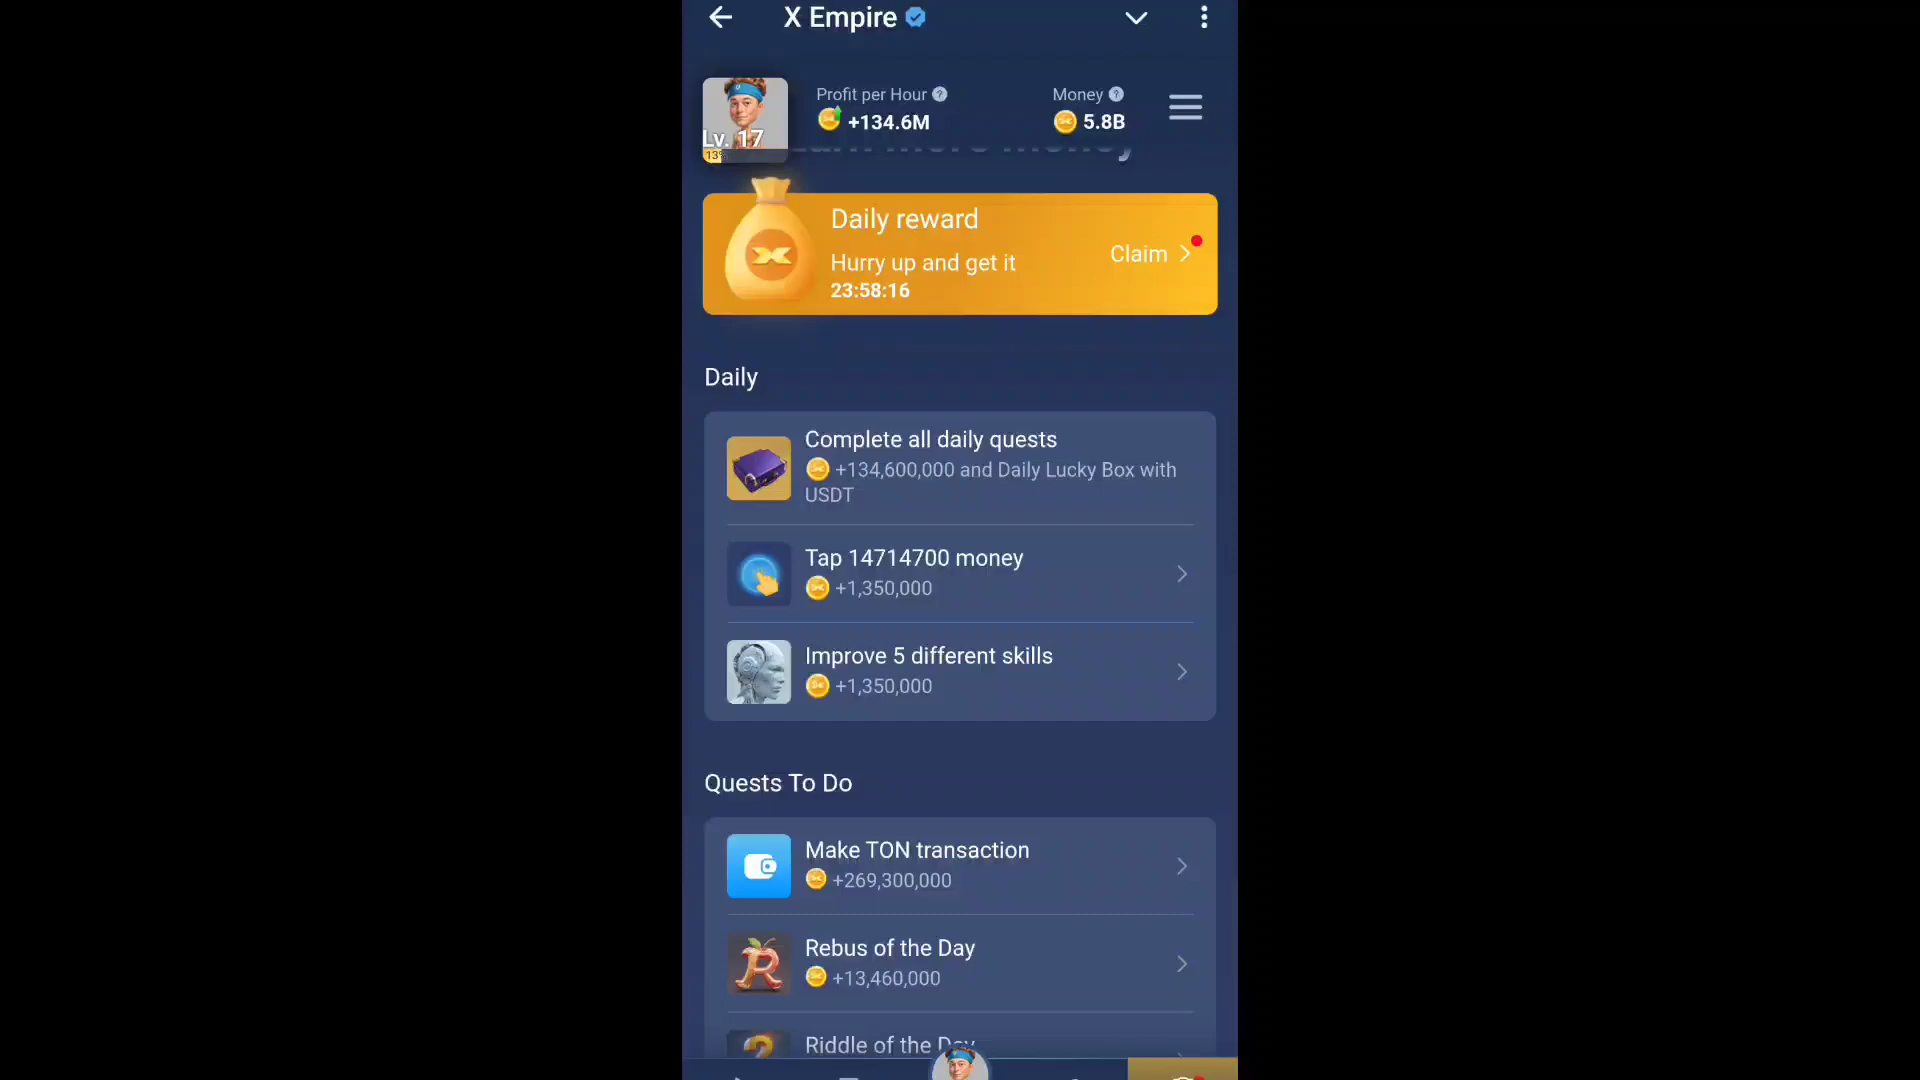 X Empire
Profit per Hour
+134.6M
Money
5.8B
Lv. 17
13%
Daily reward
Hurry up and get it
23:58:16
Claim
Daily
Complete all daily quests
+134,600,000 and Daily Lucky Box with
USDT
Tap 14714700 money
+1,350,000
Improve 5 different skills
+1,350,000
Quests To Do
Make TON transaction
+269,300,000
Rebus of the Day
+13,460,000
Riddle of the Day